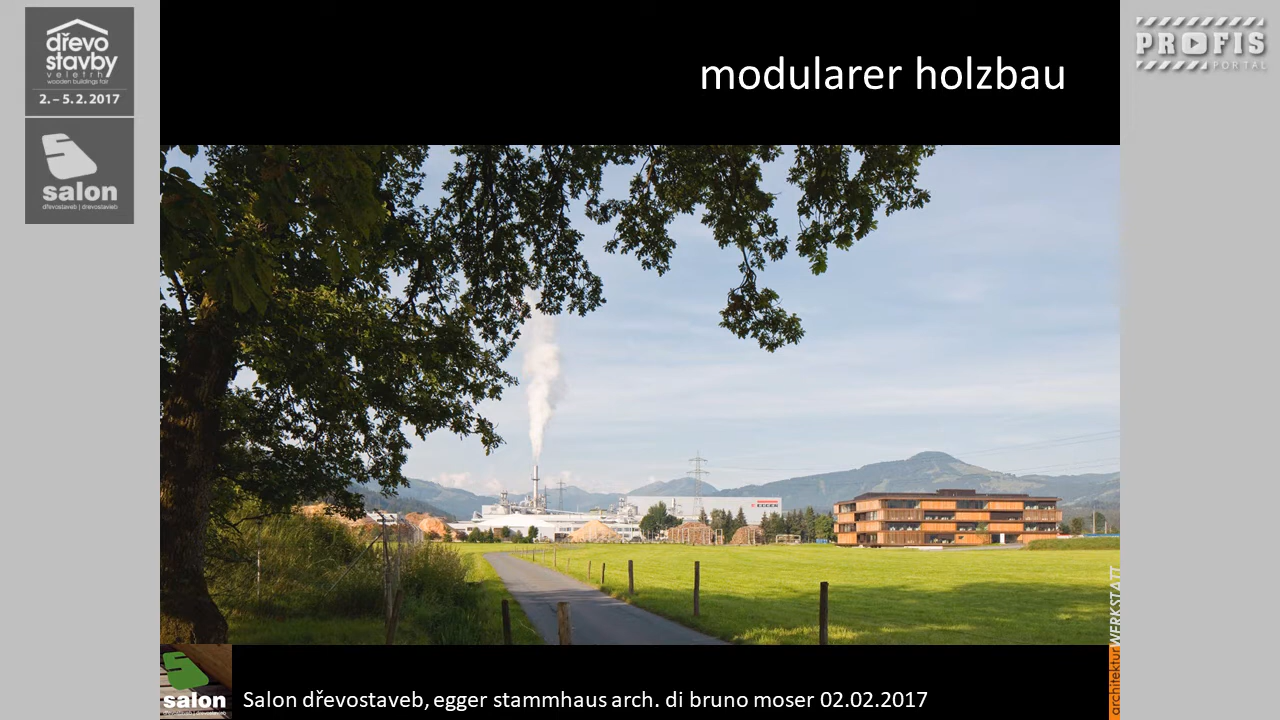 dřevo
stavby
veletrh
wooden buildings fair
2. – 5. 2. 2017
salon
dřevostaveb | drevostavieb
PROFIS
PORTAL
modularer holzbau
EGGER
architekturWERKSTATT
salon
Salon dřevostaveb, egger stammhaus arch. di bruno moser 02.02.2017